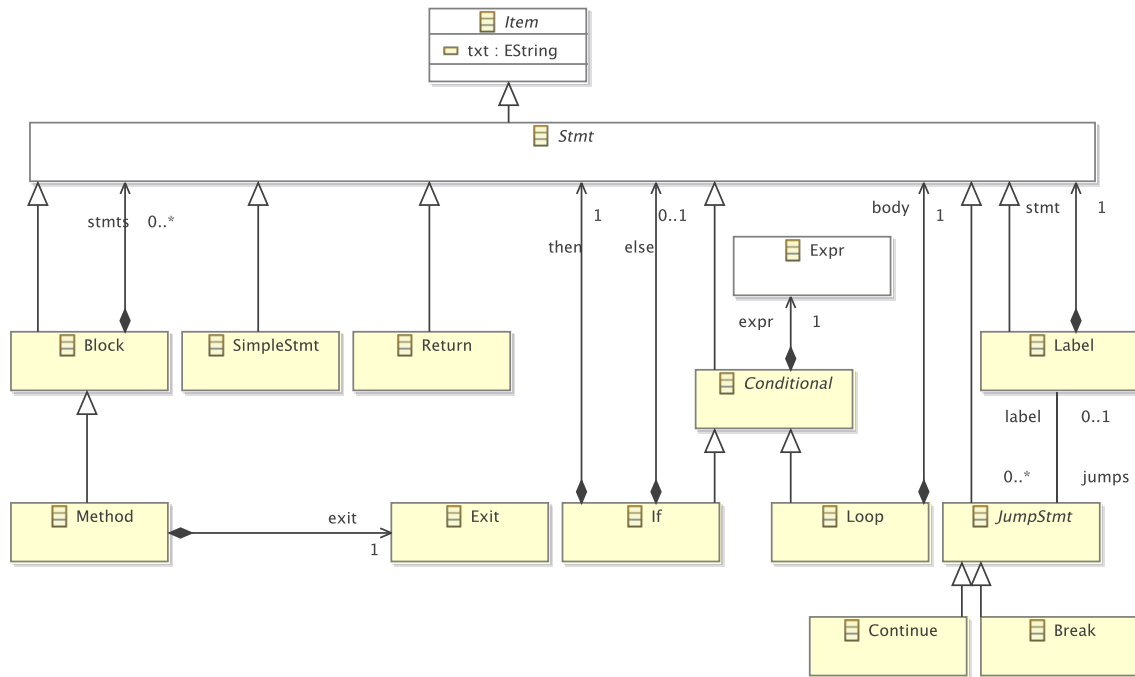 Item
txt : EString
Stmt
stmts 0..*
1
0..1
body 1
stmt 1
then
else
Expr
expr 1
Block
SimpleStmt
Return
Label
Conditional
label 0..1
0..* jumps
Method
exit
1
Exit
If
Loop
JumpStmt
Continue
Break